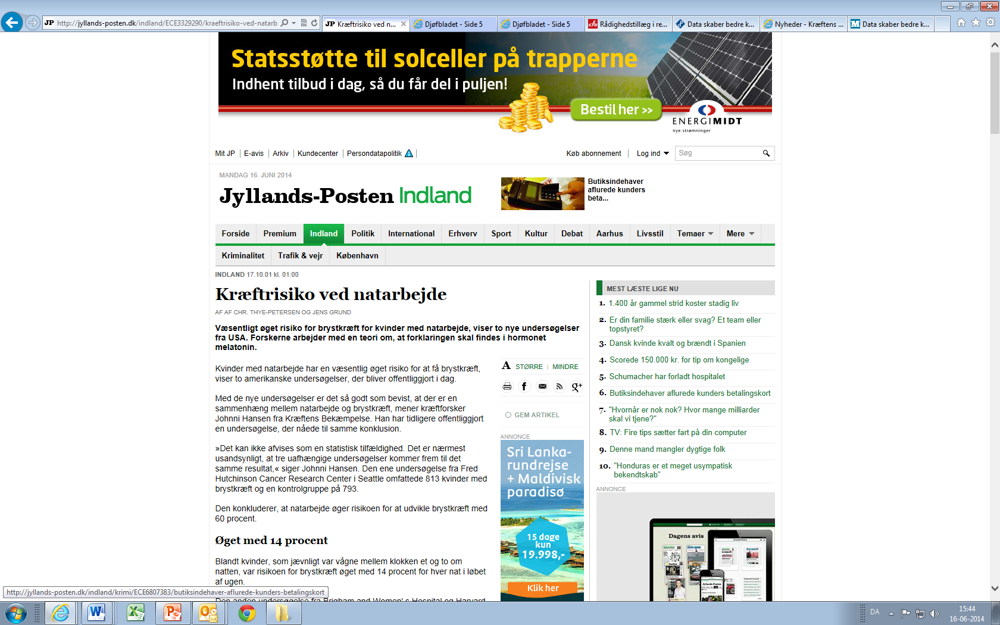 http://jyllands-posten.dk/indland/ECE3329290/kraeftrisiko-ved-natarb
JP Kræftrisiko ved n...
Djøfbladet - Side 5
Djøfbladet - Side 5
Rådighedstillæg i re...
Data skaber bedre k...
Nyheder - Kræftens ...
Data skaber bedre k...
Statsstøtte til solceller på trapperne
Indhent tilbud i dag, så du får del i puljen!
Bestil her >>
ENERGIMIDT
nye strømninger
Mit JP
E-avis
Arkiv
Kundecenter
Persondatapolitik
Køb abonnement
Log ind
Søg
MANDAG 16. JUNI 2014
Jyllands-Posten Indland
Butiksindehaver
aflurede kunders
beta...
Forside
Premium
Indland
Politik
International
Erhverv
Sport
Kultur
Debat
Aarhus
Livsstil
Temaer
Mere
Kriminalitet
Trafik & vejr
København
INDLAND 17.10.01 kl. 01:00
Kræftrisiko ved natarbejde
AF AF CHR. THYE-PETERSEN OG JENS GRUND
Væsentligt øget risiko for brystkræft for kvinder med natarbejde, viser to nye undersøgelser
fra USA. Forskerne arbejder med en teori om, at forklaringen skal findes i hormonet
melatonin.
Kvinder med natarbejde har en væsentlig øget risiko for at få brystkræft,
viser to amerikanske undersøgelser, der bliver offentliggjort i dag.
Med de nye undersøgelser er det så godt som bevist, at der er en
sammenhæng mellem natarbejde og brystkræft, mener kræftforsker
Johnni Hansen fra Kræftens Bekæmpelse. Han har tidligere offentliggjort
en undersøgelse, der nåede til samme konklusion.
»Det kan ikke afvises som en statistisk tilfældighed. Det er nærmest
usandsynligt, at tre uafhængige undersøgelser kommer frem til det
samme resultat,« siger Johnni Hansen. Den ene undersøgelse fra Fred
Hutchinson Cancer Research Center i Seattle omfattede 813 kvinder med
brystkræft og en kontrolgruppe på 793.
Den konkluderer, at natarbejde øger risikoen for at udvikle brystkræft med
60 procent.
Øget med 14 procent
Blandt kvinder, som jævnligt var vågne mellem klokken et og to om
natten, var risikoen for brystkræft øget med 14 procent for hver nat i løbet
af ugen.
Den anden undersøgelse fra Brigham and Women' s Hospital og Harvard
A STØRRE | MINDRE
GEM ARTIKEL
ANNONCE
Sri Lanka-
rundrejse
+ Maldivisk
paradisø
15 dage
kun
19.998,-
Klik her
MEST LÆSTE LIGE NU
1. 1.400 år gammel strid koster stadig liv
2. Er din familie stærk eller svag? Et team eller
topstyret?
3. Dansk kvinde kvalt og brændt i Spanien
4. Scorede 150.000 kr. for tip om kongelige
5. Schumacher har forladt hospitalet
6. Butiksindehaver aflurede kunders betalingskort
7. "Hvornår er nok nok? Hvor mange milliarder
skal vi tjene?"
8. TV: Fire tips sætter fart på din computer
9. Denne mand mangler dygtige folk
10. "Honduras er et meget usympatisk
bekendtskab"
ANNONCE
Dagens avis
http://jyllands-posten.dk/indland/krimi/ECE6807383/butiksindehaver-aflurede-kunders-betalingskort
DA
15:44
16-06-2014